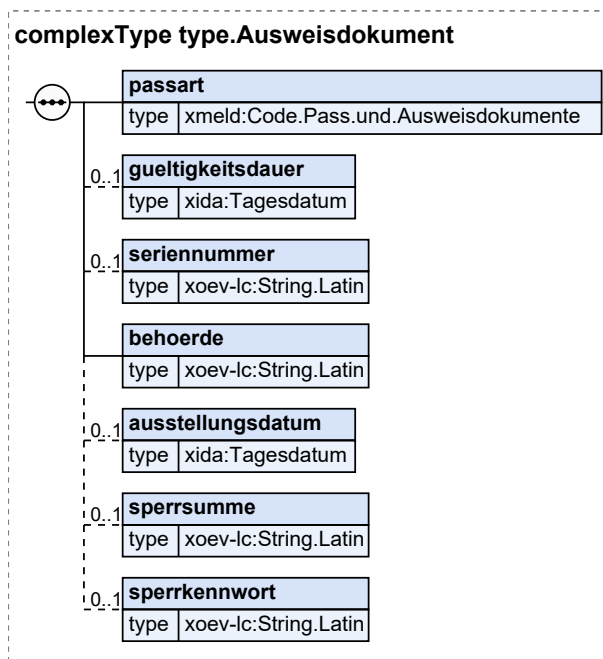 complexType type.Ausweisdokument
passart
type xmeld:Code.Pass.und.Ausweisdokumente
0..1 gueltigkeitsdauer
type xida:Tagesdatum
0..1 seriennummer
type xoev-lc:String.Latin
behoerde
type xoev-lc:String.Latin
0..1 ausstellungsdatum
type xida:Tagesdatum
0..1 sperrsumme
type xoev-lc:String.Latin
0..1 sperrkennwort
type xoev-lc:String.Latin